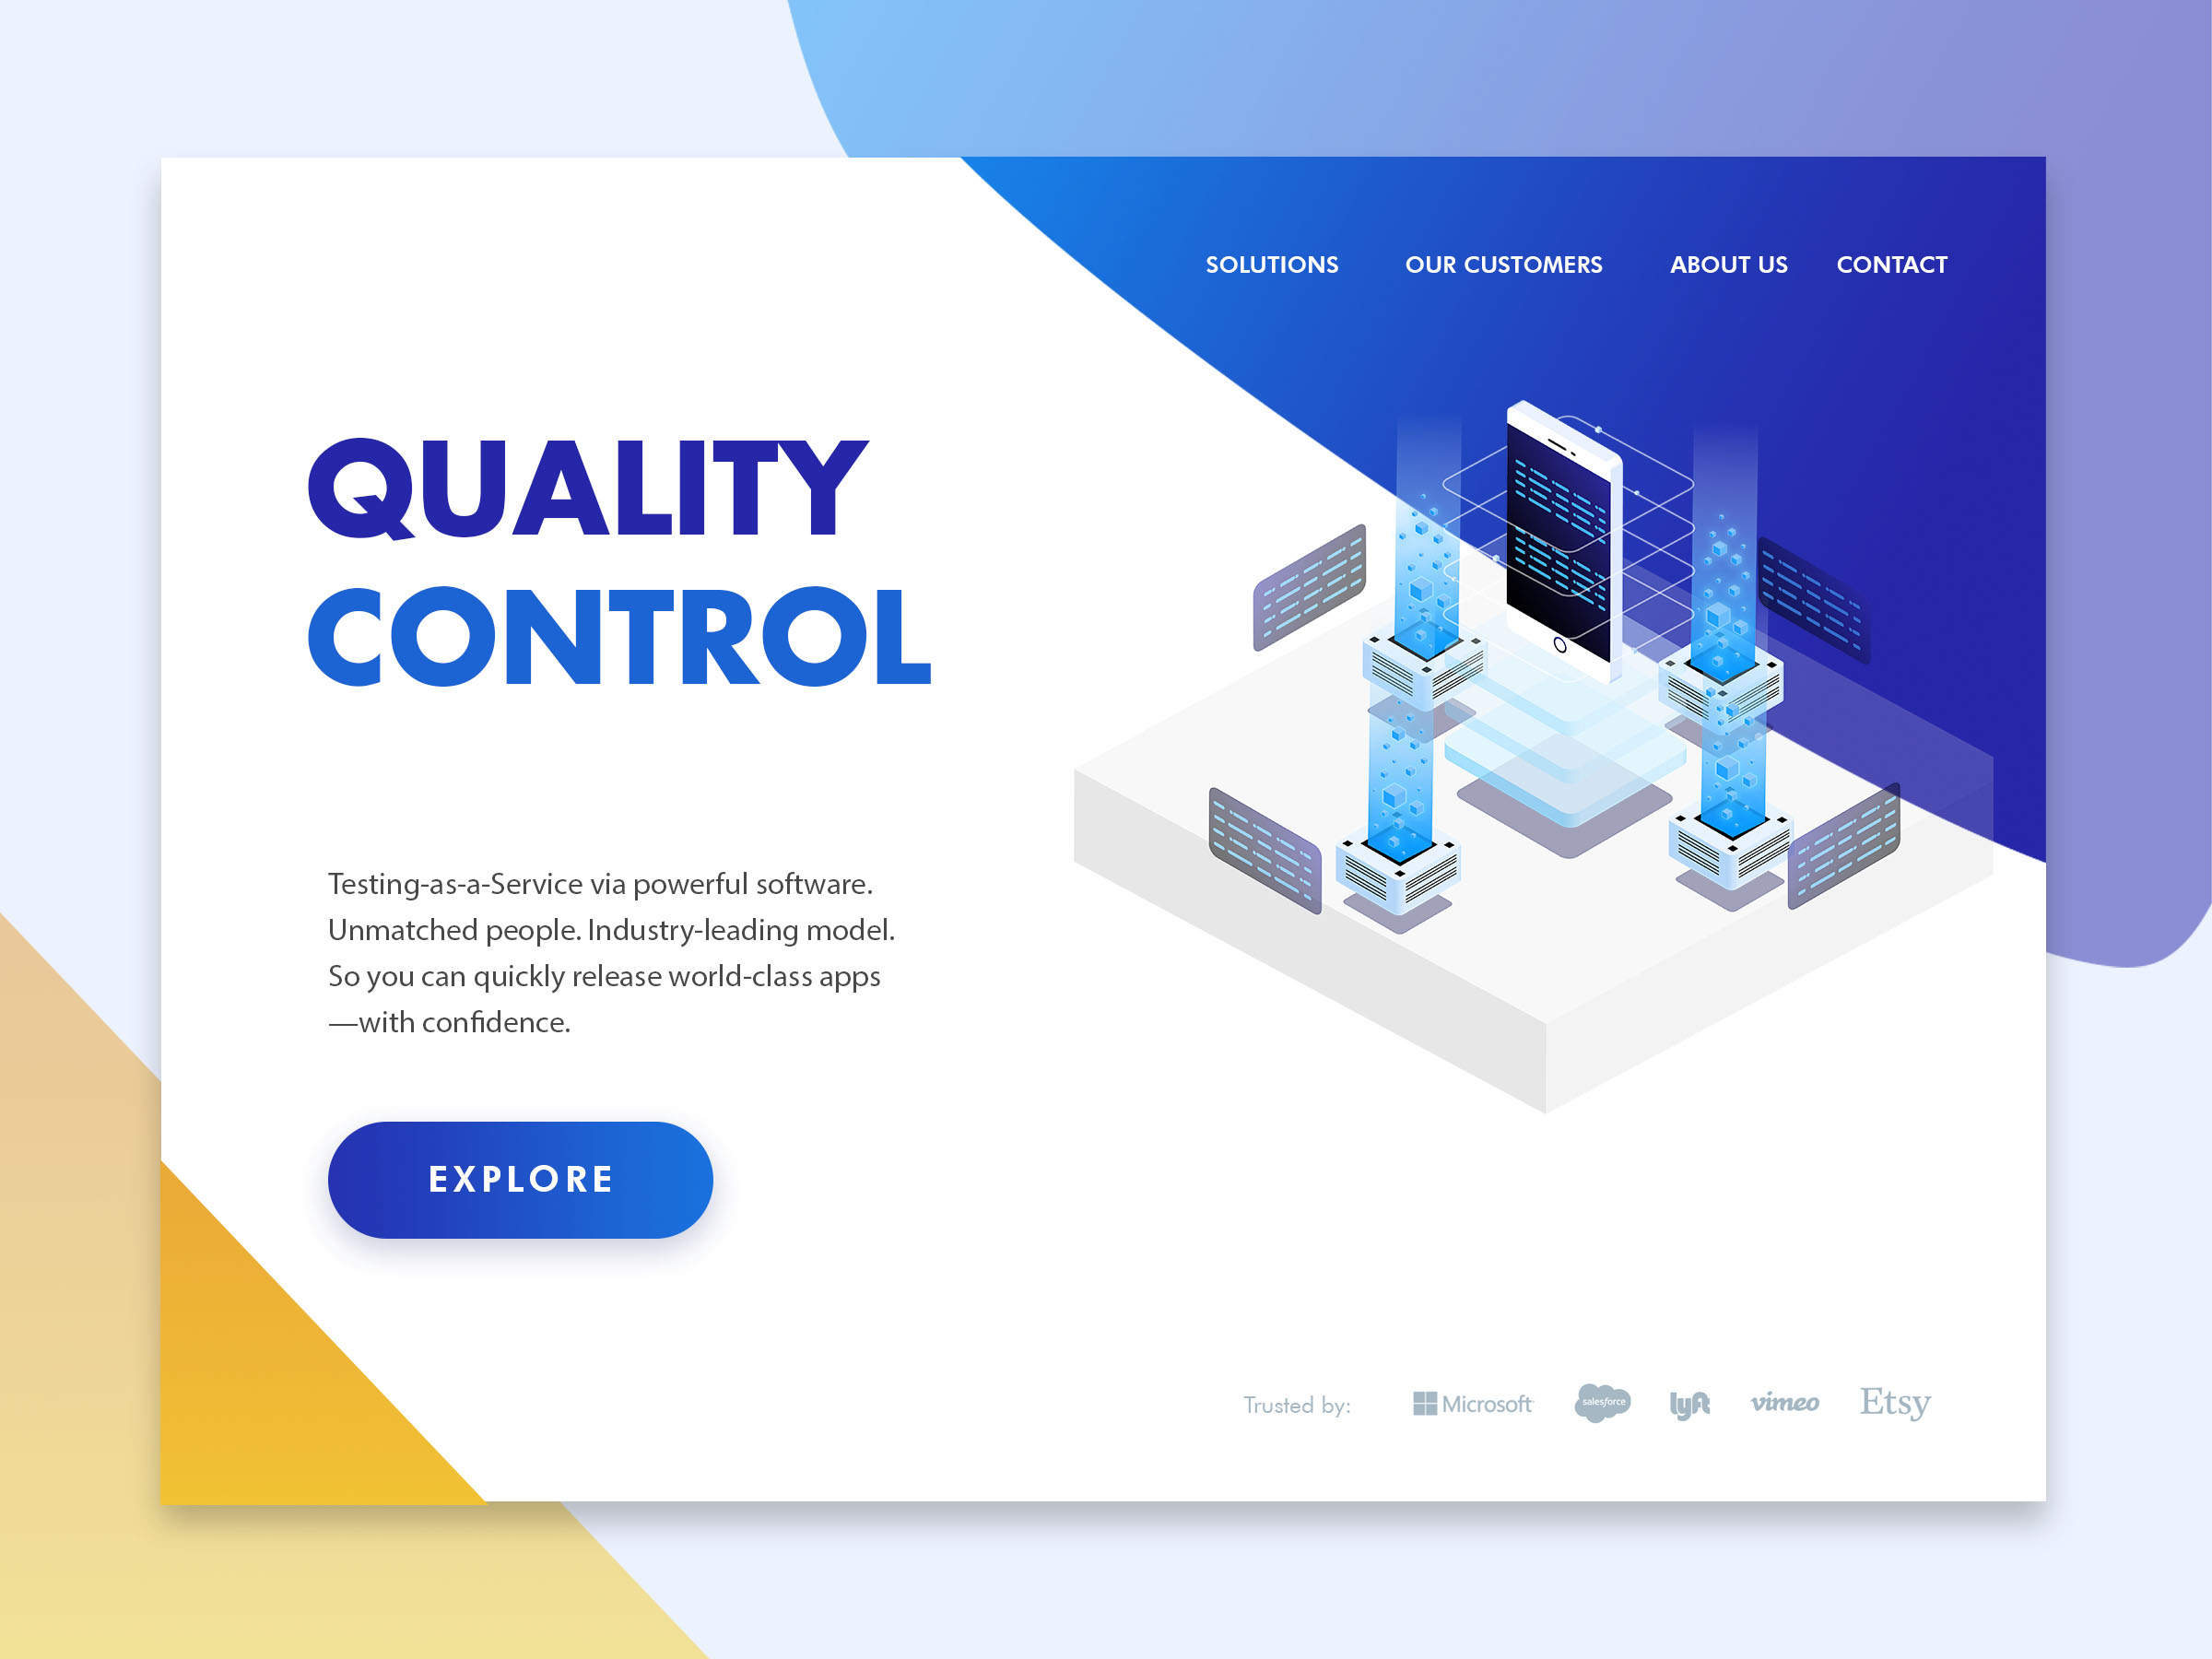 SOLUTIONS OUR CUSTOMERS ABOUT US CONTACT
QUALITY
CONTROL
Testing-as-a-Service via powerful software.
Unmatched people. Industry-leading model.
So you can quickly release world-class apps
—with confidence.
EXPLORE
Trusted by: Microsoft salesforce lyft vimeo Etsy